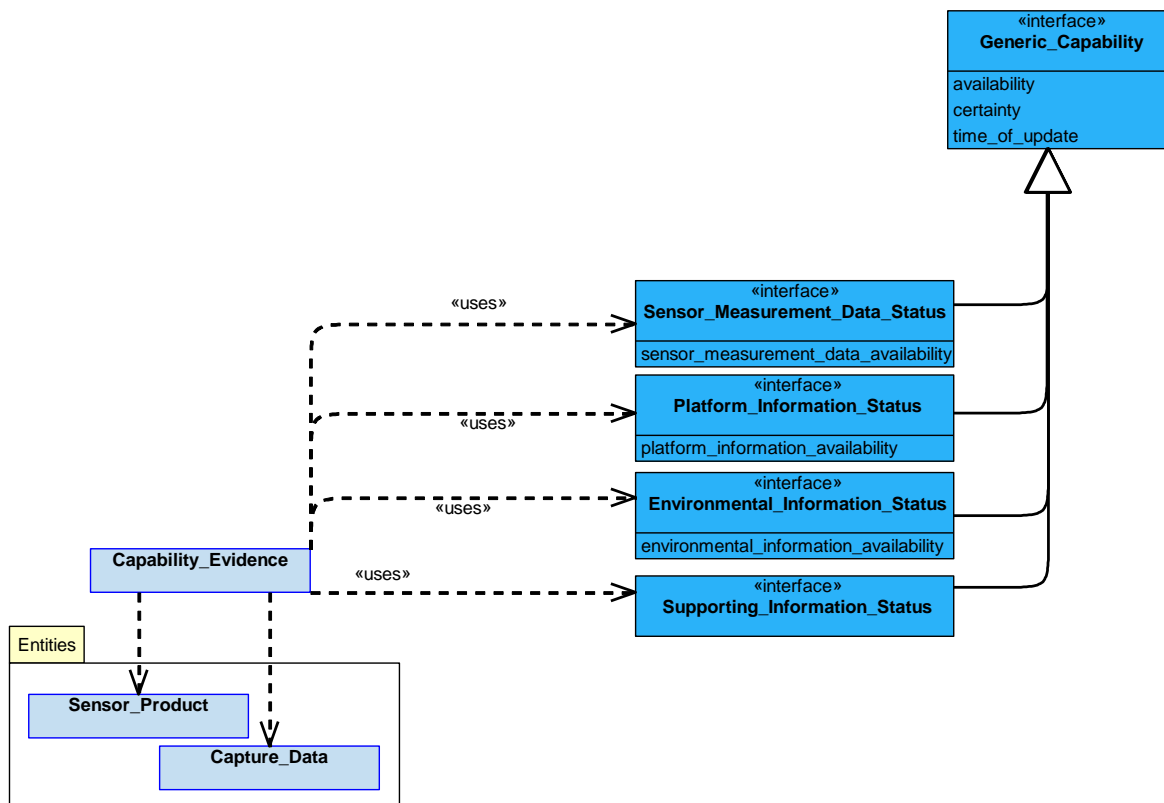 «interface»
Generic_Capability
availability
certainty
time_of_update
«uses»
«interface»
Sensor_Measurement_Data_Status
sensor_measurement_data_availability
«uses»
«interface»
Platform_Information_Status
platform_information_availability
«uses»
«interface»
Environmental_Information_Status
environmental_information_availability
Capability_Evidence
«uses»
«interface»
Supporting_Information_Status
Entities
Sensor_Product
Capture_Data